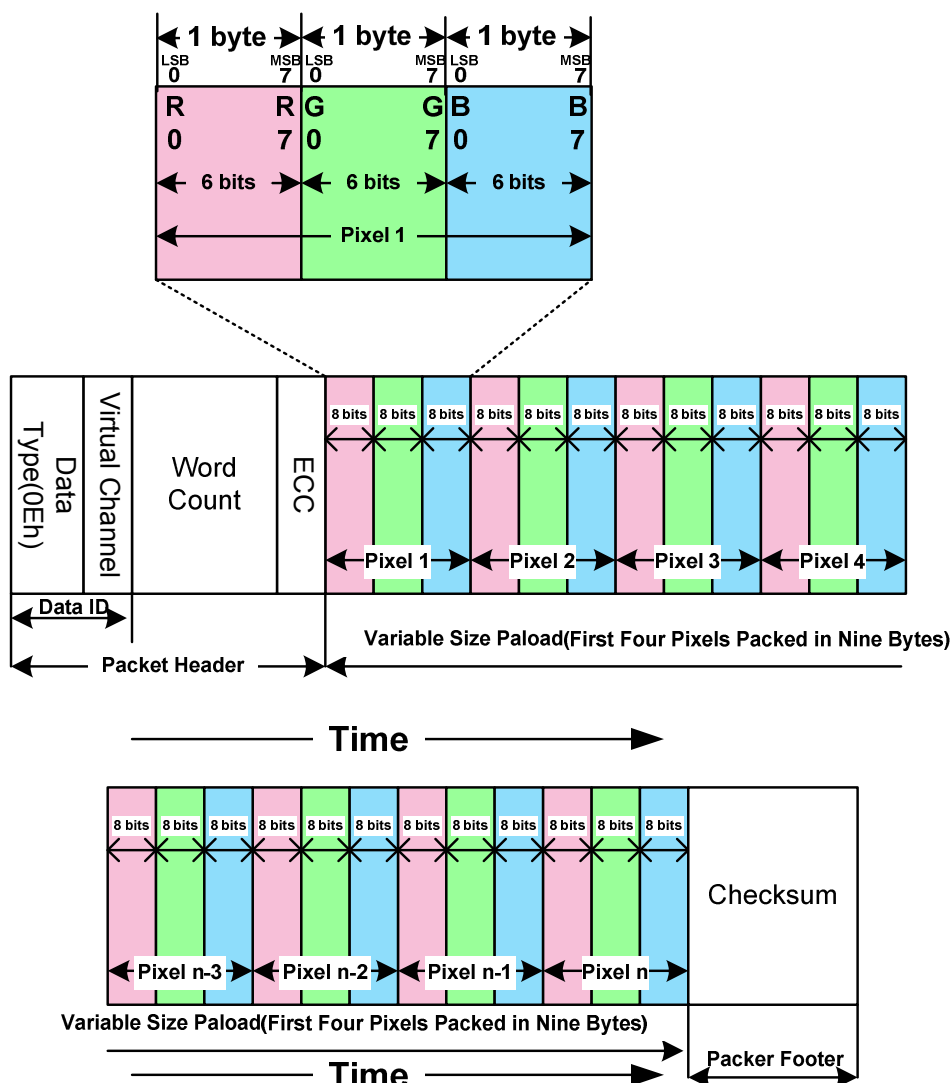 1 byte 1 byte 1 byte
LSB MSB LSB MSB LSB MSB
0 7 0 7 0 7
R R G G B B
0 7 0 7 0 7
6 bits 6 bits 6 bits
Pixel 1
Data Type(0Eh)
Virtual Channel
Word Count
ECC
8 bits 8 bits 8 bits 8 bits 8 bits 8 bits 8 bits 8 bits 8 bits 8 bits 8 bits 8 bits
Pixel 1 Pixel 2 Pixel 3 Pixel 4
Data ID
Variable Size Paload(First Four Pixels Packed in Nine Bytes)
Packet Header
Time
8 bits 8 bits 8 bits 8 bits 8 bits 8 bits 8 bits 8 bits 8 bits 8 bits 8 bits 8 bits
Checksum
Pixel n-3 Pixel n-2 Pixel n-1 Pixel n
Variable Size Paload(First Four Pixels Packed in Nine Bytes)
Packer Footer
Time